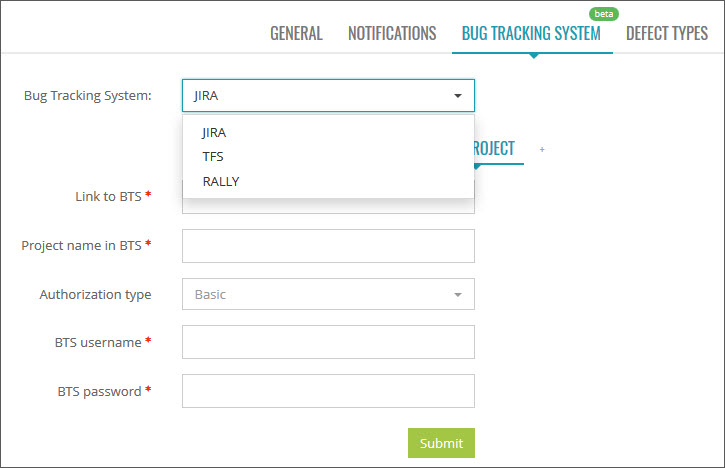 beta
GENERAL NOTIFICATIONS BUG TRACKING SYSTEM DEFECT TYPES
Bug Tracking System: JIRA
JIRA
TFS
RALLY
ROJECT +
Link to BTS *
Project name in BTS *
Authorization type Basic
BTS username *
BTS password *
Submit